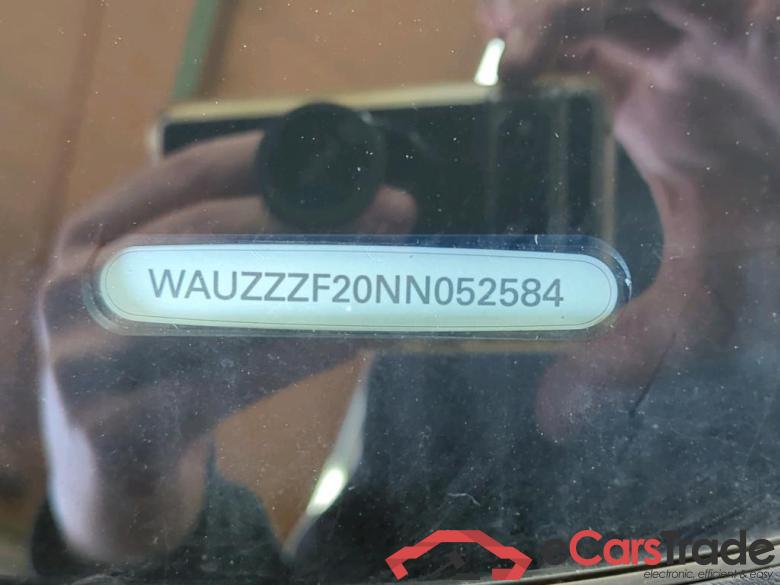 WAUZZZF20NN052584
eCarsTrade
electronic, efficient & easy